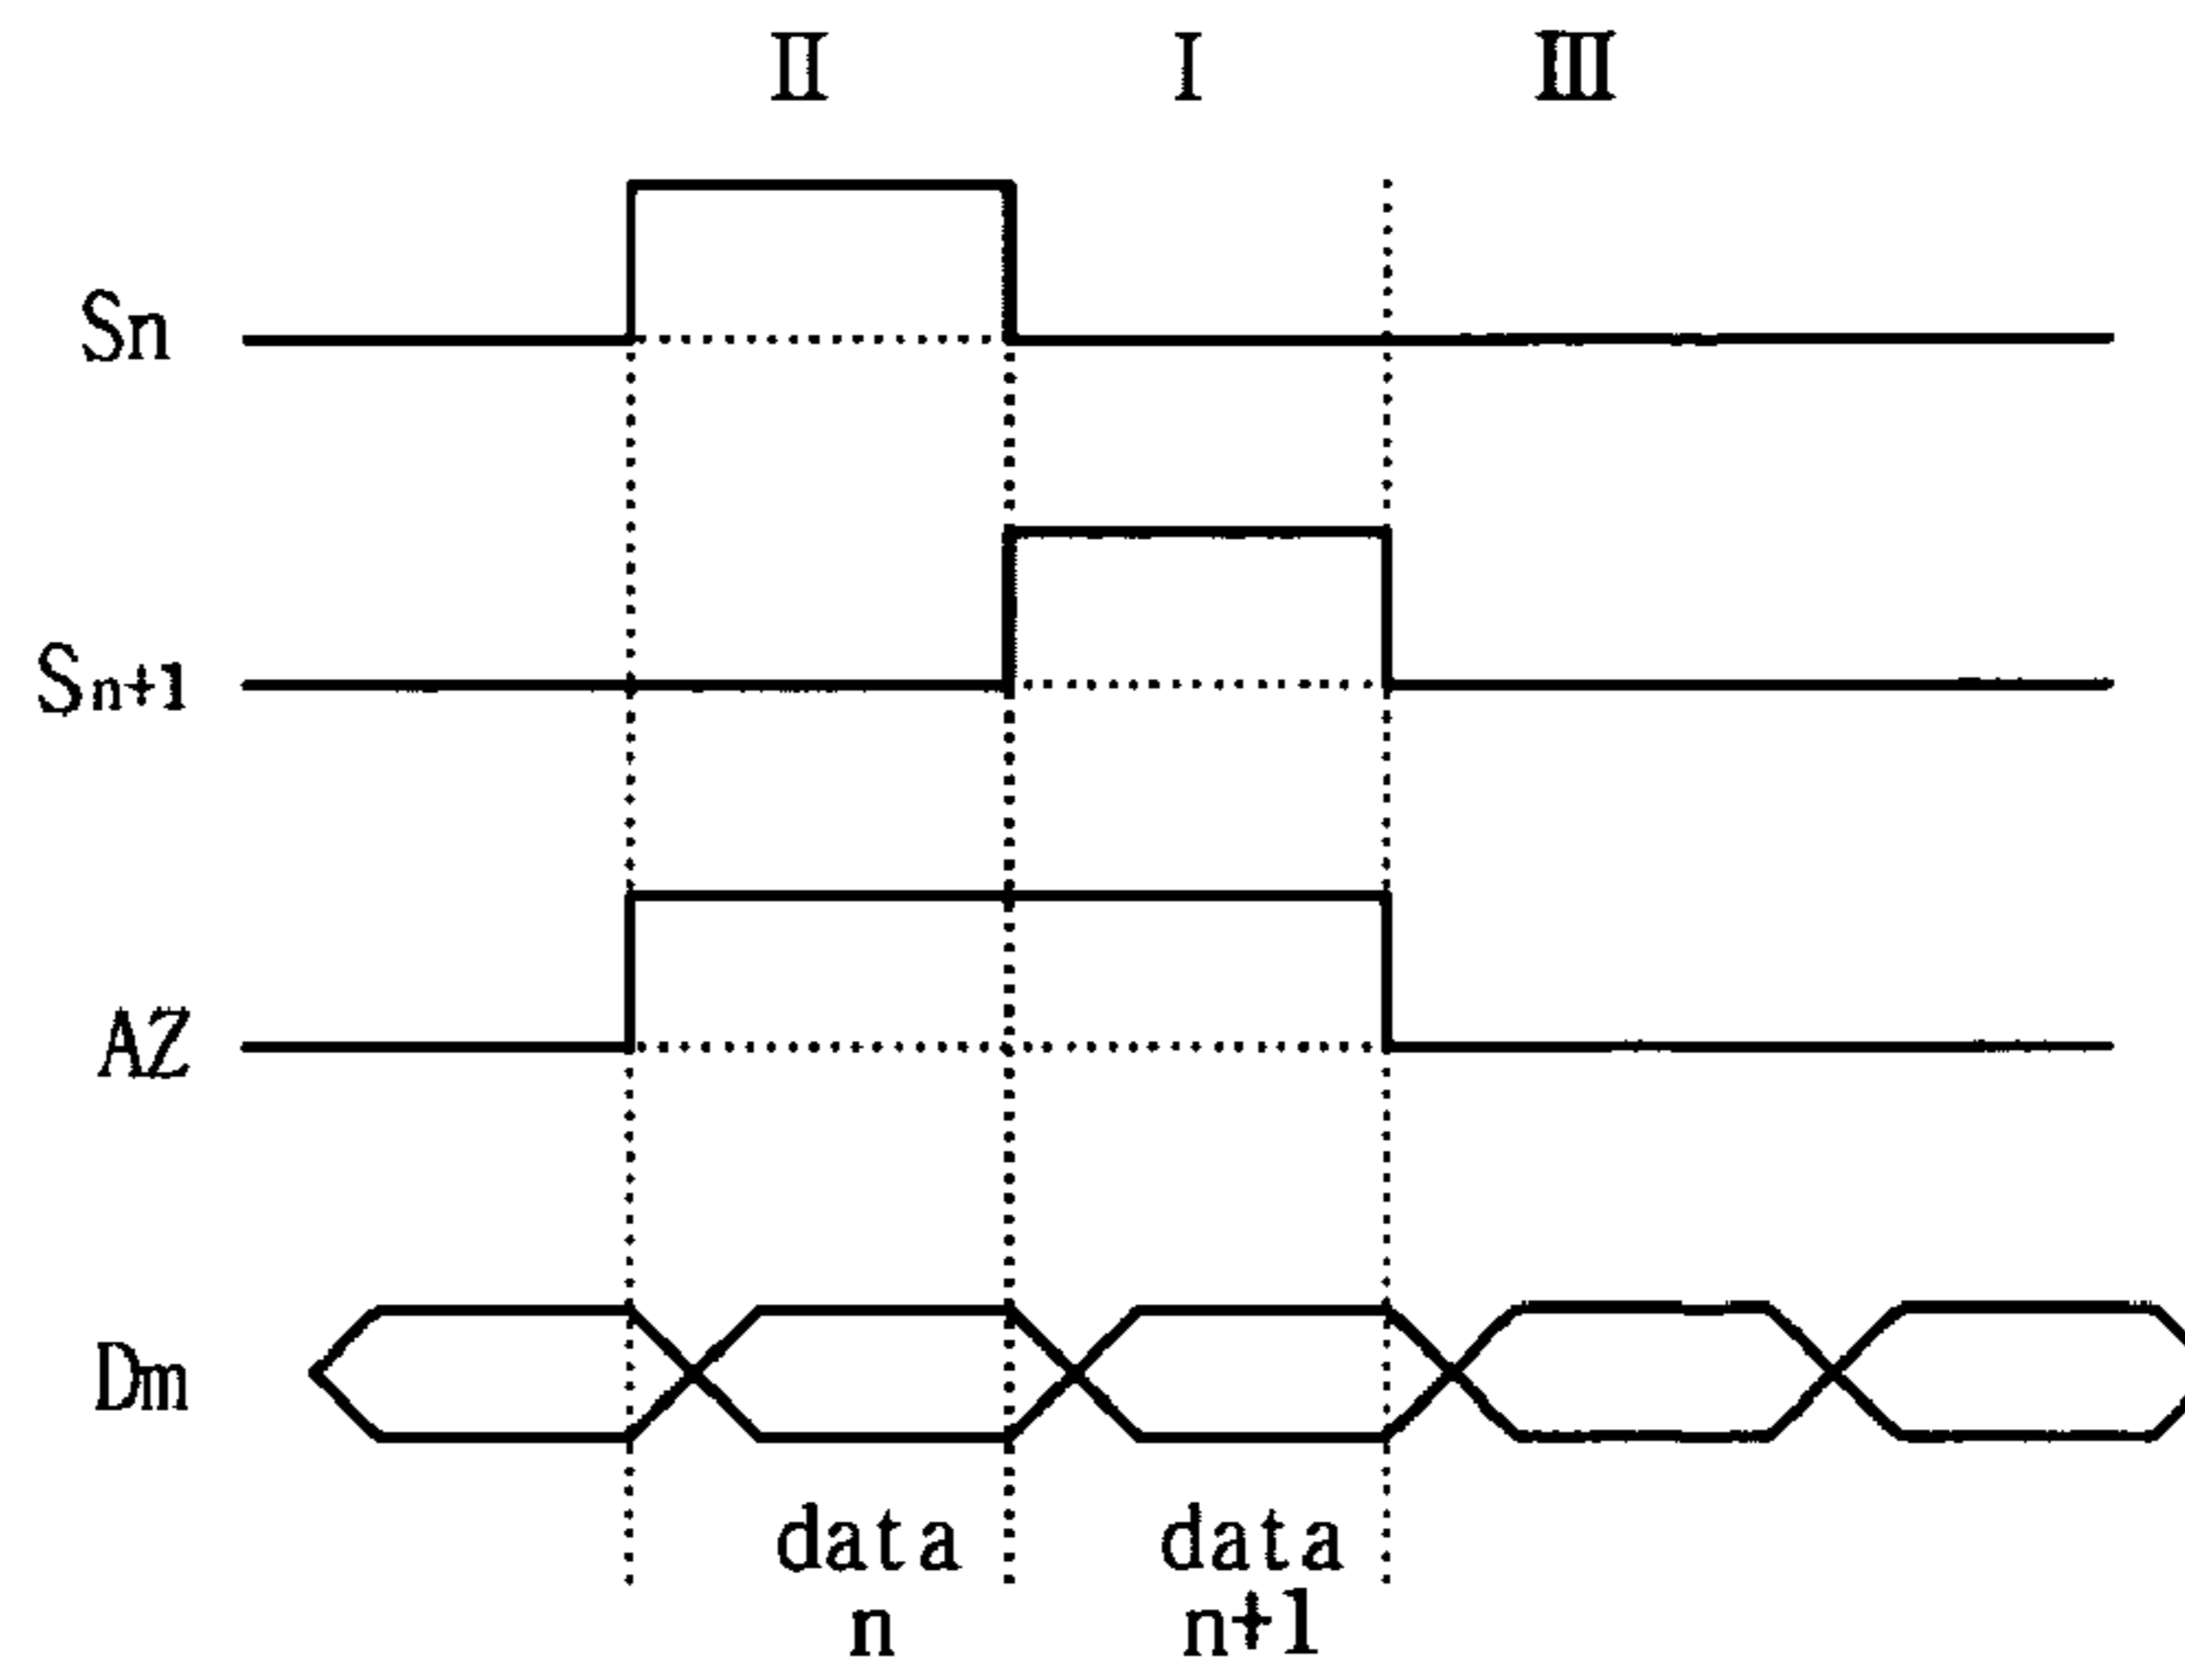 II I III
Sn
Sn+1
AZ
Dm
data data
n n+1